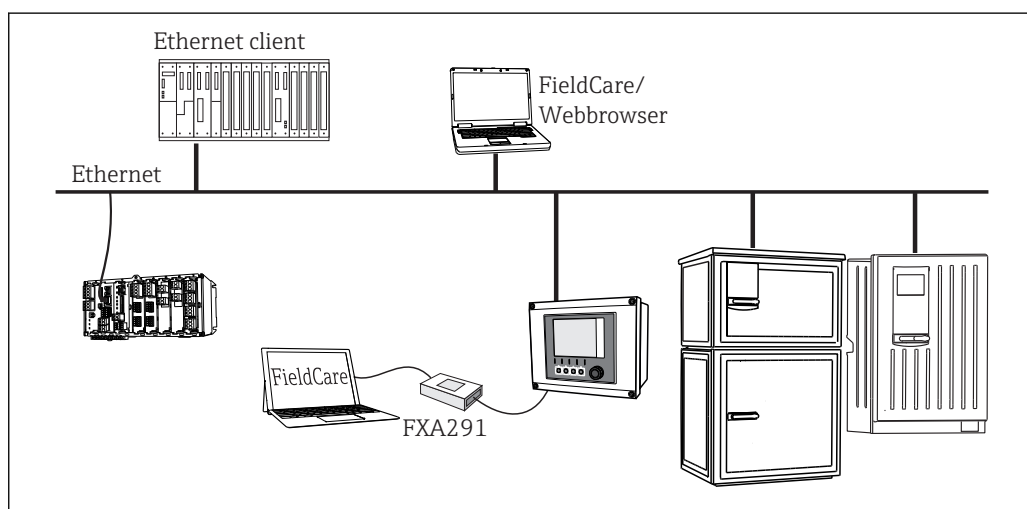 Ethernet client
FieldCare/
Webbrowser
Ethernet
FieldCare
FXA291